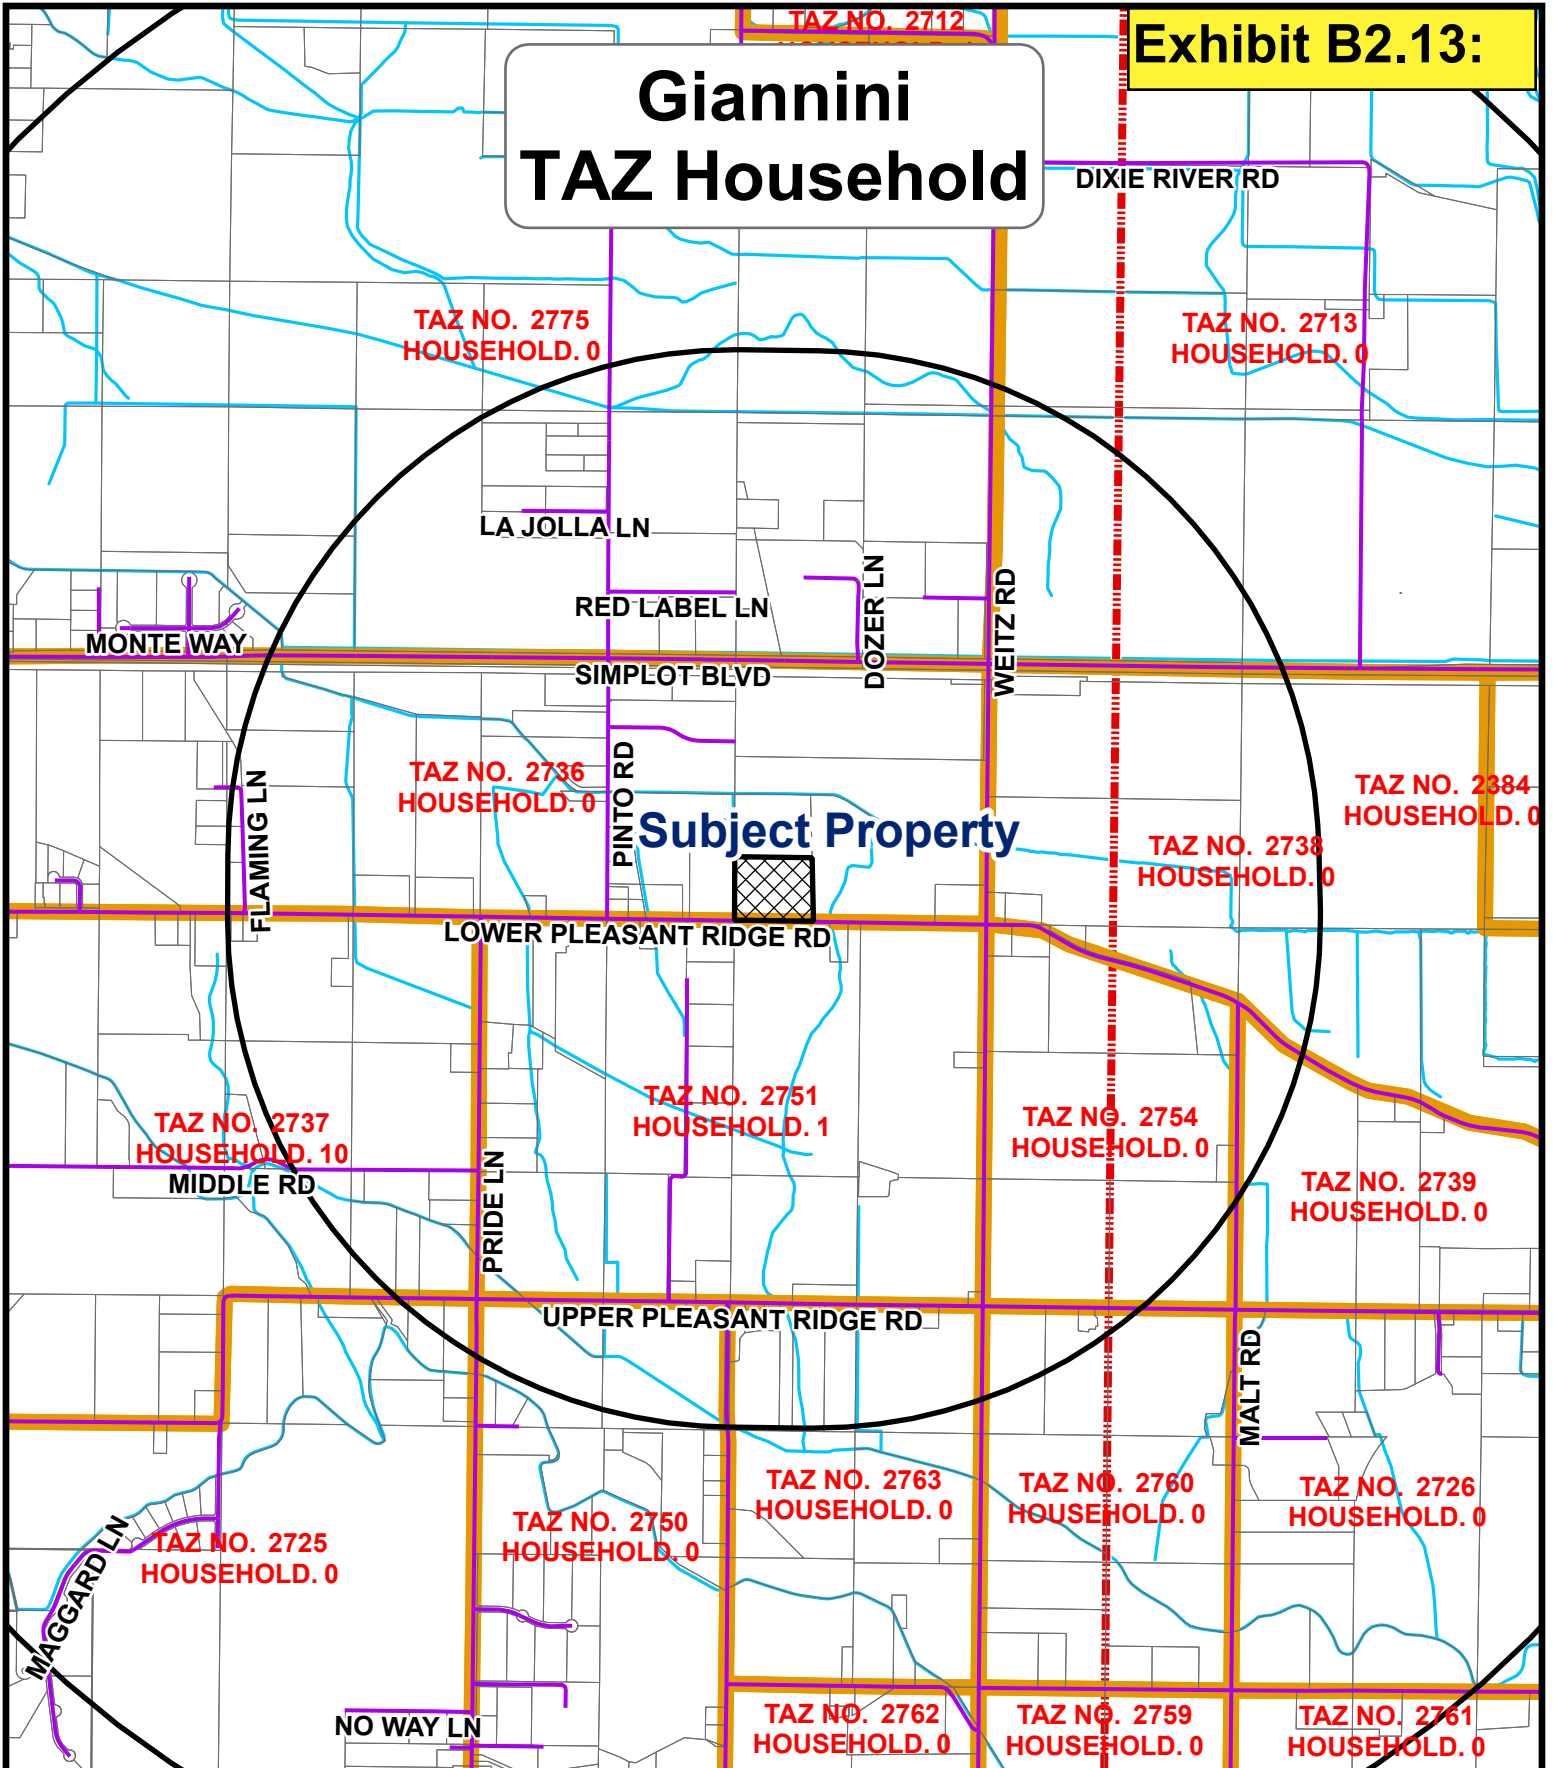 TAZ NO. 2712
HOUSEHOLD.
Exhibit B2.13:
Giannini
TAZ Household
DIXIE RIVER RD
TAZ NO. 2775
HOUSEHOLD. 0
TAZ NO. 2713
HOUSEHOLD. 0
LA JOLLA LN
RED LABEL LN
DOZER LN
WEITZ RD
MONTE WAY
SIMPLOT BLVD
TAZ NO. 2736
HOUSEHOLD. 0
PINTO RD
FLAMING LN
Subject Property
TAZ NO. 2384
HOUSEHOLD. 0
TAZ NO. 2738
HOUSEHOLD. 0
LOWER PLEASANT RIDGE RD
TAZ NO. 2751
HOUSEHOLD. 1
TAZ NO. 2737
HOUSEHOLD. 10
TAZ NO. 2754
HOUSEHOLD. 0
MIDDLE RD
PRIDE LN
TAZ NO. 2739
HOUSEHOLD. 0
UPPER PLEASANT RIDGE RD
MALT RD
TAZ NO. 2763
HOUSEHOLD. 0
TAZ NO. 2760
HOUSEHOLD. 0
TAZ NO. 2726
HOUSEHOLD. 0
TAZ NO. 2750
HOUSEHOLD. 0
TAZ NO. 2725
HOUSEHOLD. 0
MAGGARD LN
NO WAY LN
TAZ NO. 2762
HOUSEHOLD. 0
TAZ NO. 2759
HOUSEHOLD. 0
TAZ NO. 2761
HOUSEHOLD. 0